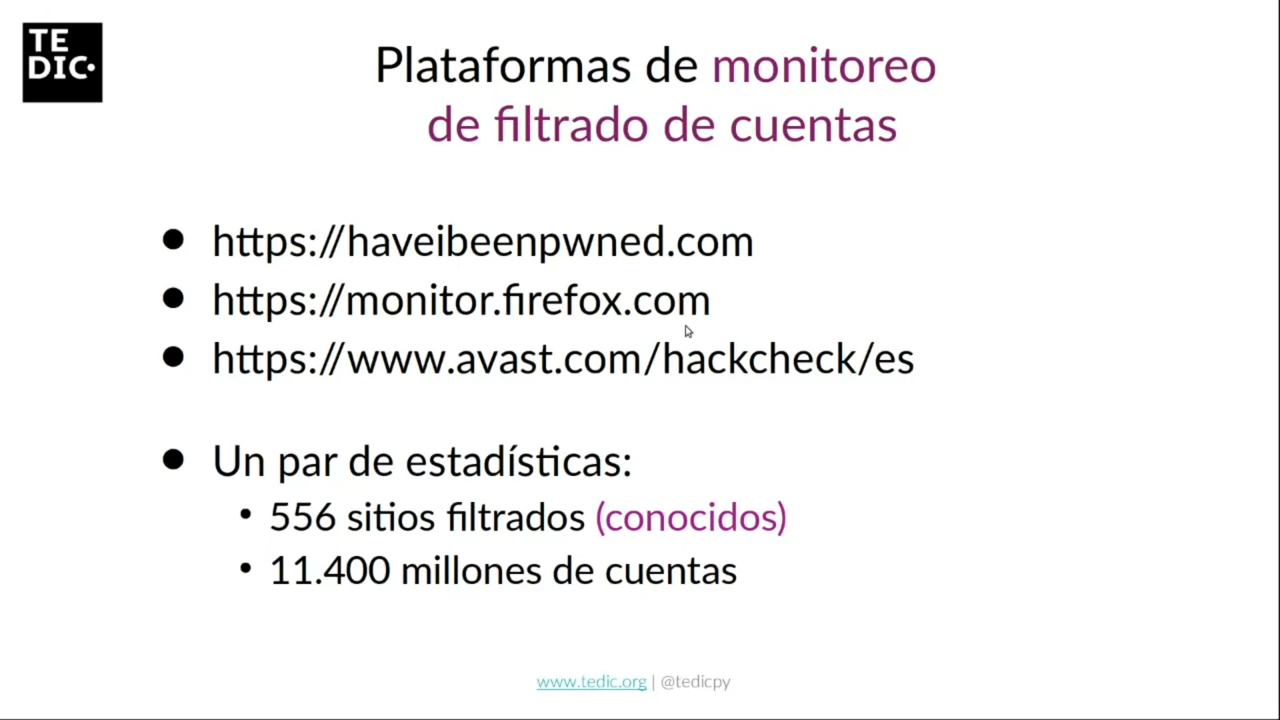 TE
DIC
Plataformas de monitoreo
de filtrado de cuentas
● https://haveibeenpwned.com
● https://monitor.firefox.com
● https://www.avast.com/hackcheck/es
● Un par de estadísticas:
• 556 sitios filtrados (conocidos)
• 11.400 millones de cuentas
www.tedic.org | @tedicpy